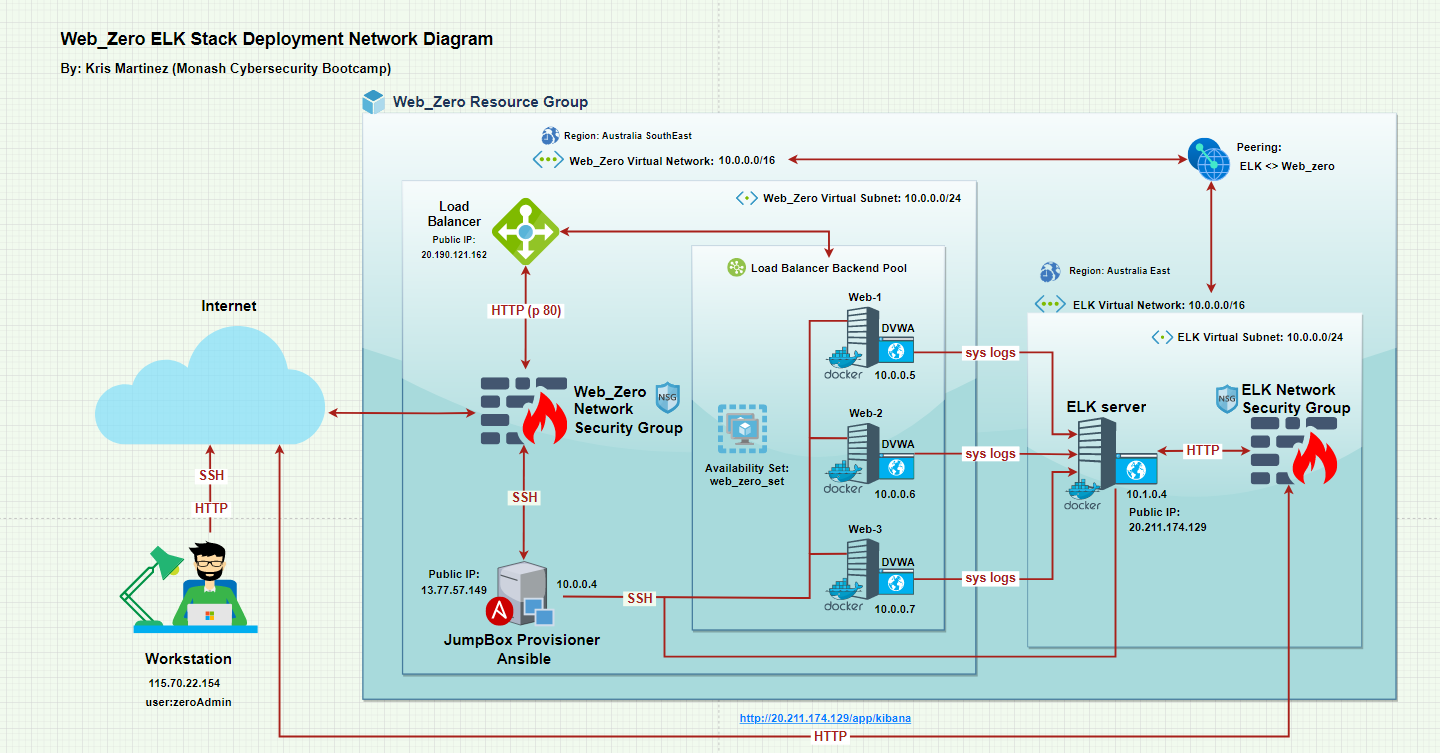 Web_Zero ELK Stack Deployment Network Diagram
By: Kris Martinez (Monash Cybersecurity Bootcamp)
Web_Zero Resource Group
Region: Australia SouthEast
Web_Zero Virtual Network: 10.0.0.0/16
Peering:
ELK <> Web_zero
Web_Zero Virtual Subnet: 10.0.0.0/24
Load
Balancer
Public IP:
20.190.121.162
Load Balancer Backend Pool
HTTP (p 80)
Internet
Web_Zero
Network
Security Group
NSG
SSH
Public IP:
13.77.57.149
10.0.0.4
JumpBox Provisioner
Ansible
SSH
Availability Set:
web_zero_set
Web-1
DVWA
docker
10.0.0.5
Web-2
DVWA
docker
10.0.0.6
Web-3
DVWA
docker
10.0.0.7
sys logs
sys logs
sys logs
Region: Australia East
ELK Virtual Network: 10.0.0.0/16
ELK Virtual Subnet: 10.0.0.0/24
ELK server
docker
10.1.0.4
Public IP:
20.211.174.129
HTTP
NSG
ELK Network
Security Group
SSH
HTTP
Workstation
115.70.22.154
user:zeroAdmin
http://20.211.174.129/app/kibana
HTTP